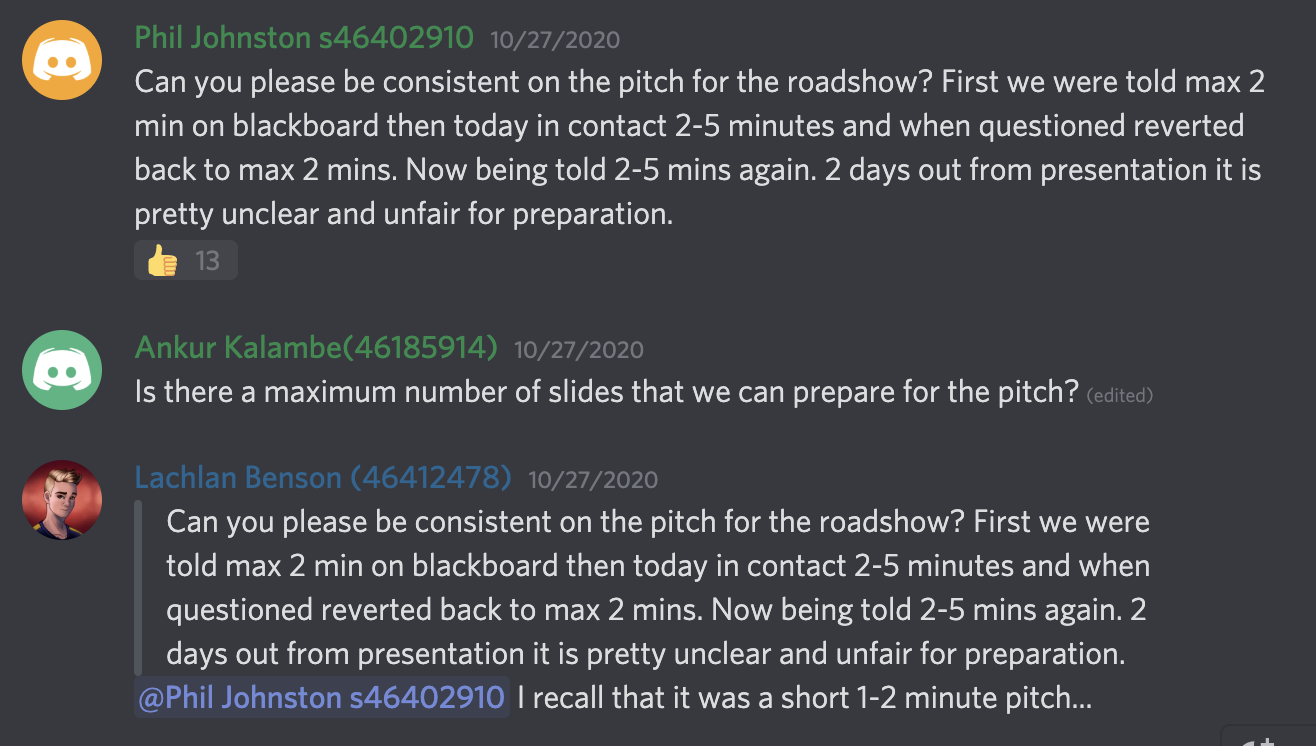 Phil Johnston s46402910 10/27/2020
Can you please be consistent on the pitch for the roadshow? First we were told max 2
min on blackboard then today in contact 2-5 minutes and when questioned reverted
back to max 2 mins. Now being told 2-5 mins again. 2 days out from presentation it is
pretty unclear and unfair for preparation.
👍 13
Ankur Kalambe(46185914) 10/27/2020
Is there a maximum number of slides that we can prepare for the pitch? (edited)
Lachlan Benson (46412478) 10/27/2020
Can you please be consistent on the pitch for the roadshow? First we were
told max 2 min on blackboard then today in contact 2-5 minutes and when
questioned reverted back to max 2 mins. Now being told 2-5 mins again. 2
days out from presentation it is pretty unclear and unfair for preparation.
@Phil Johnston s46402910 I recall that it was a short 1-2 minute pitch...